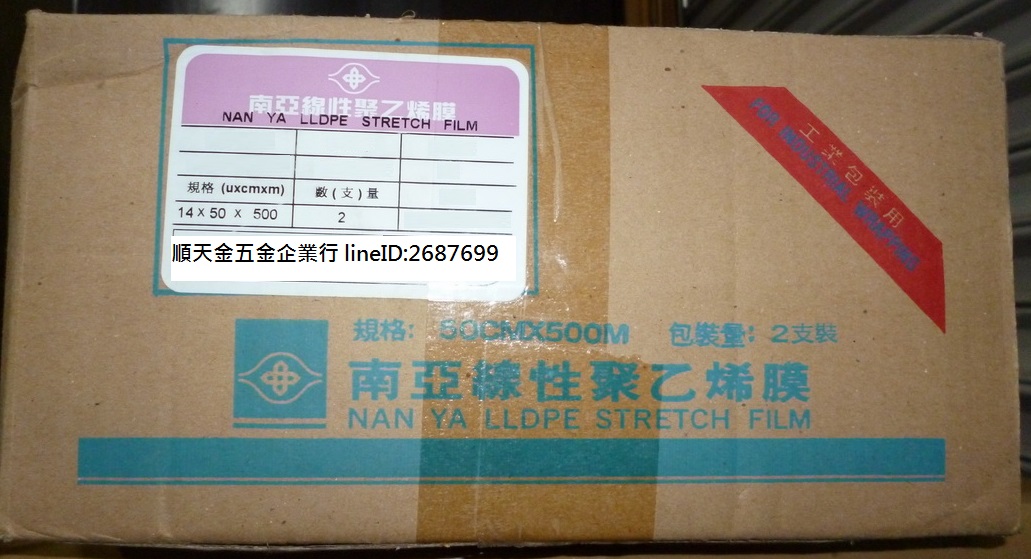 南亞線性聚乙烯膜
NAN YA LLDPE STRETCH FILM
規格 (uxcmxm) 數(支)量
14 x 50 x 500 2
順天金五金企業行 lineID:2687699
工業包裝用
FOR INDUSTRIAL WRAPPING
規格: 50CMX500M 包裝量: 2支裝
南亞線性聚乙烯膜
NAN YA LLDPE STRETCH FILM